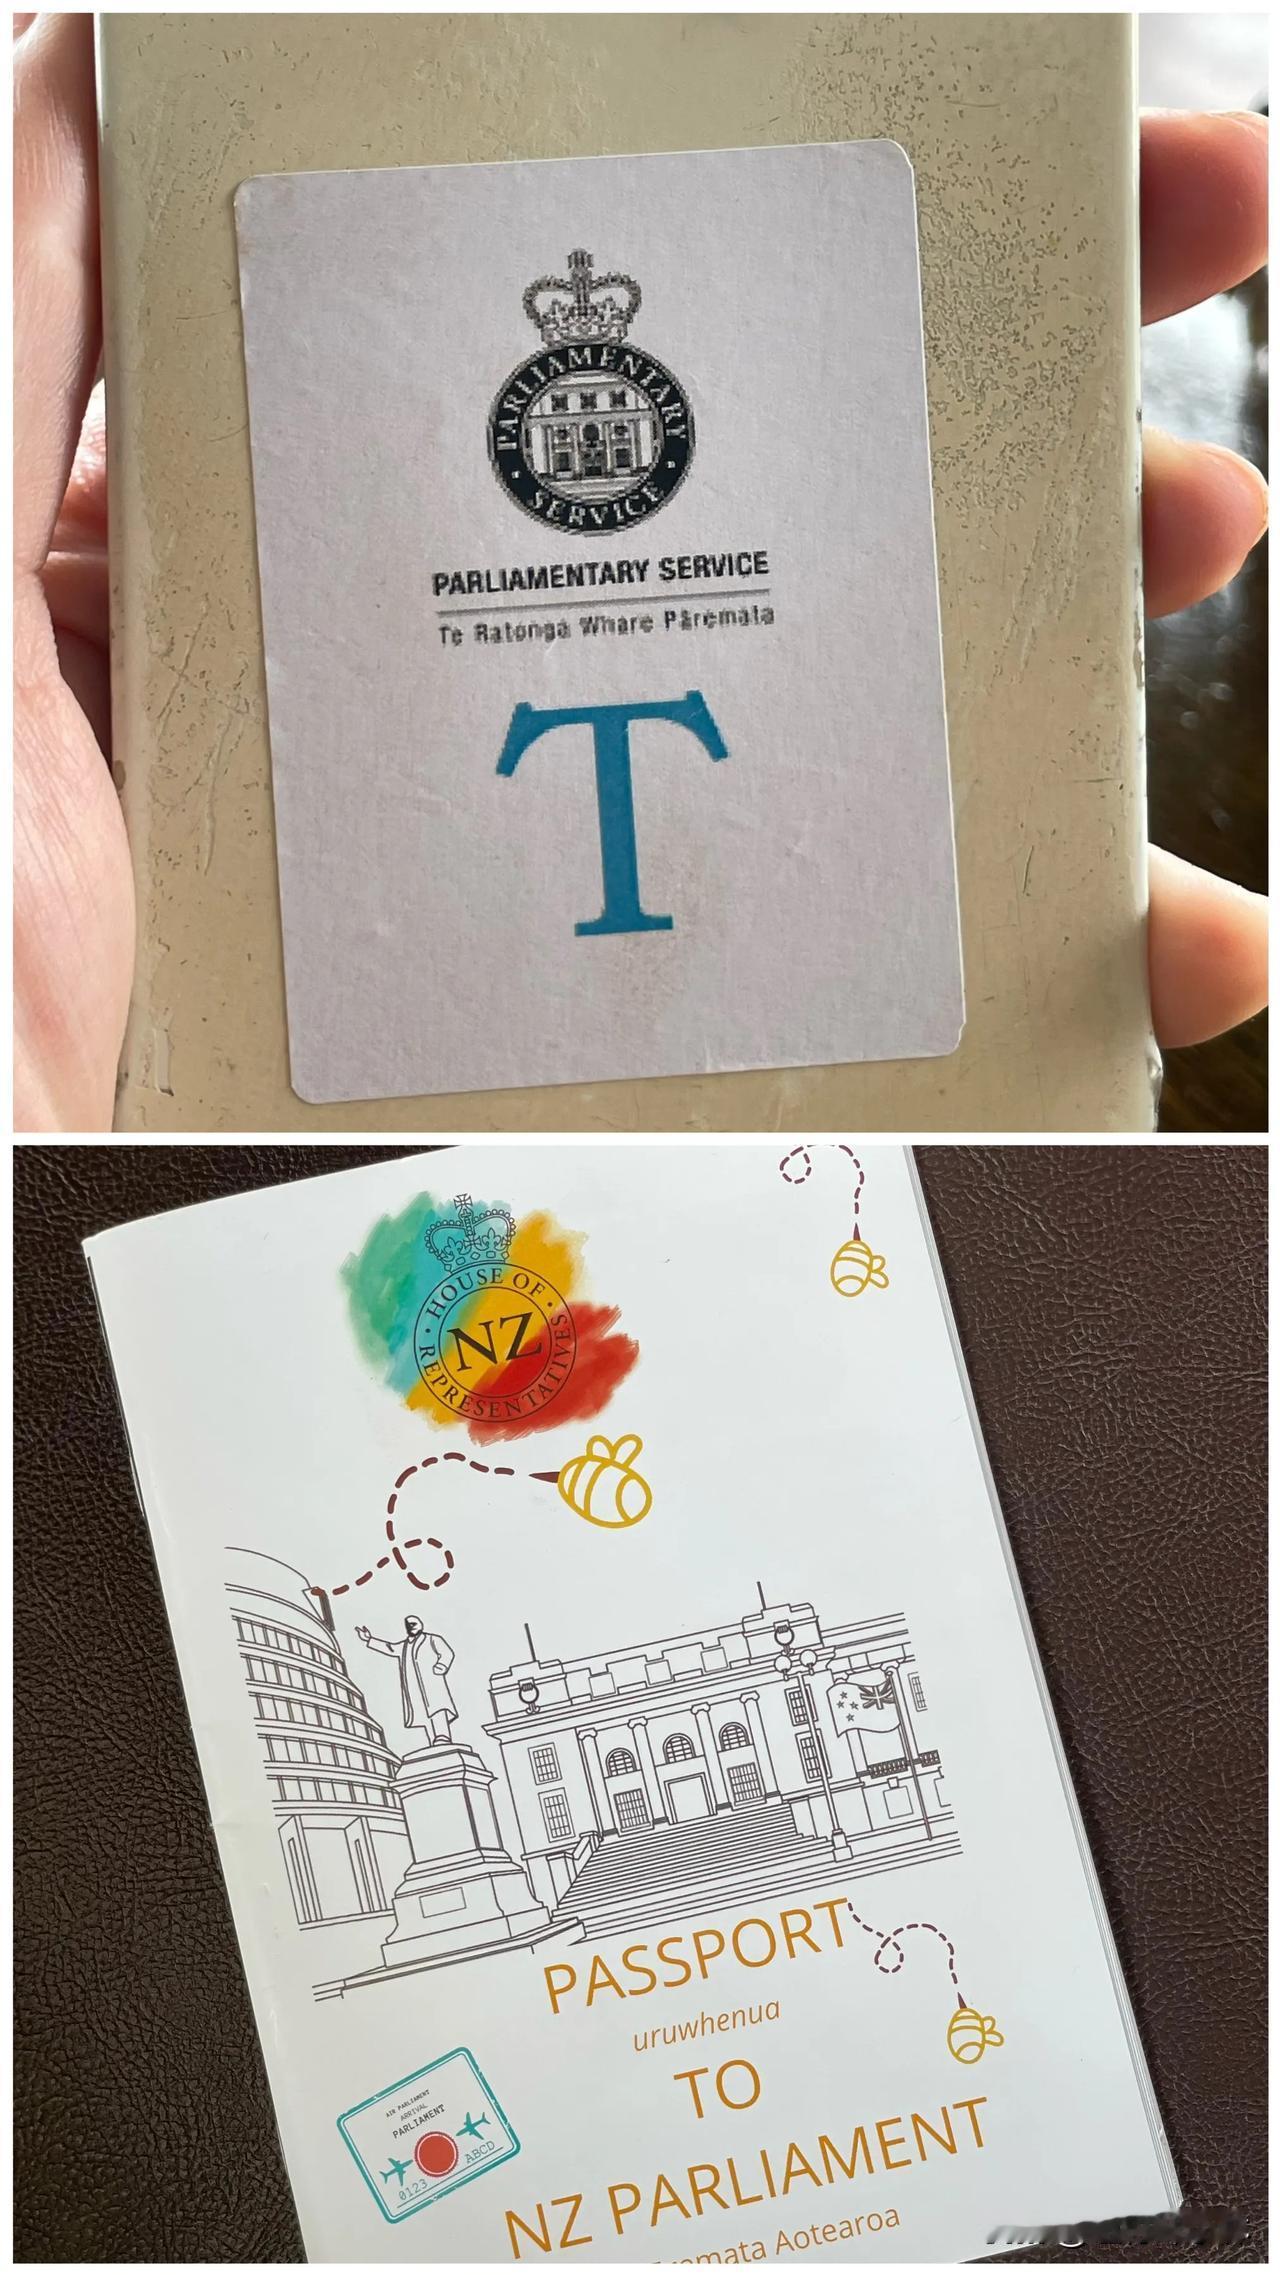 PARLIAMENTARY
SERVICE
PARLIAMENTARY SERVICE
Te Ratonga Whare Pāremata
T
HOUSE OF
REPRESENTATIVES
NZ
PASSPORT
uruwhenua
TO
NZ PARLIAMENT
Aotearoa
AIR PARLIAMENT
ARRIVAL
PARLIAMENT
0123
ABCD